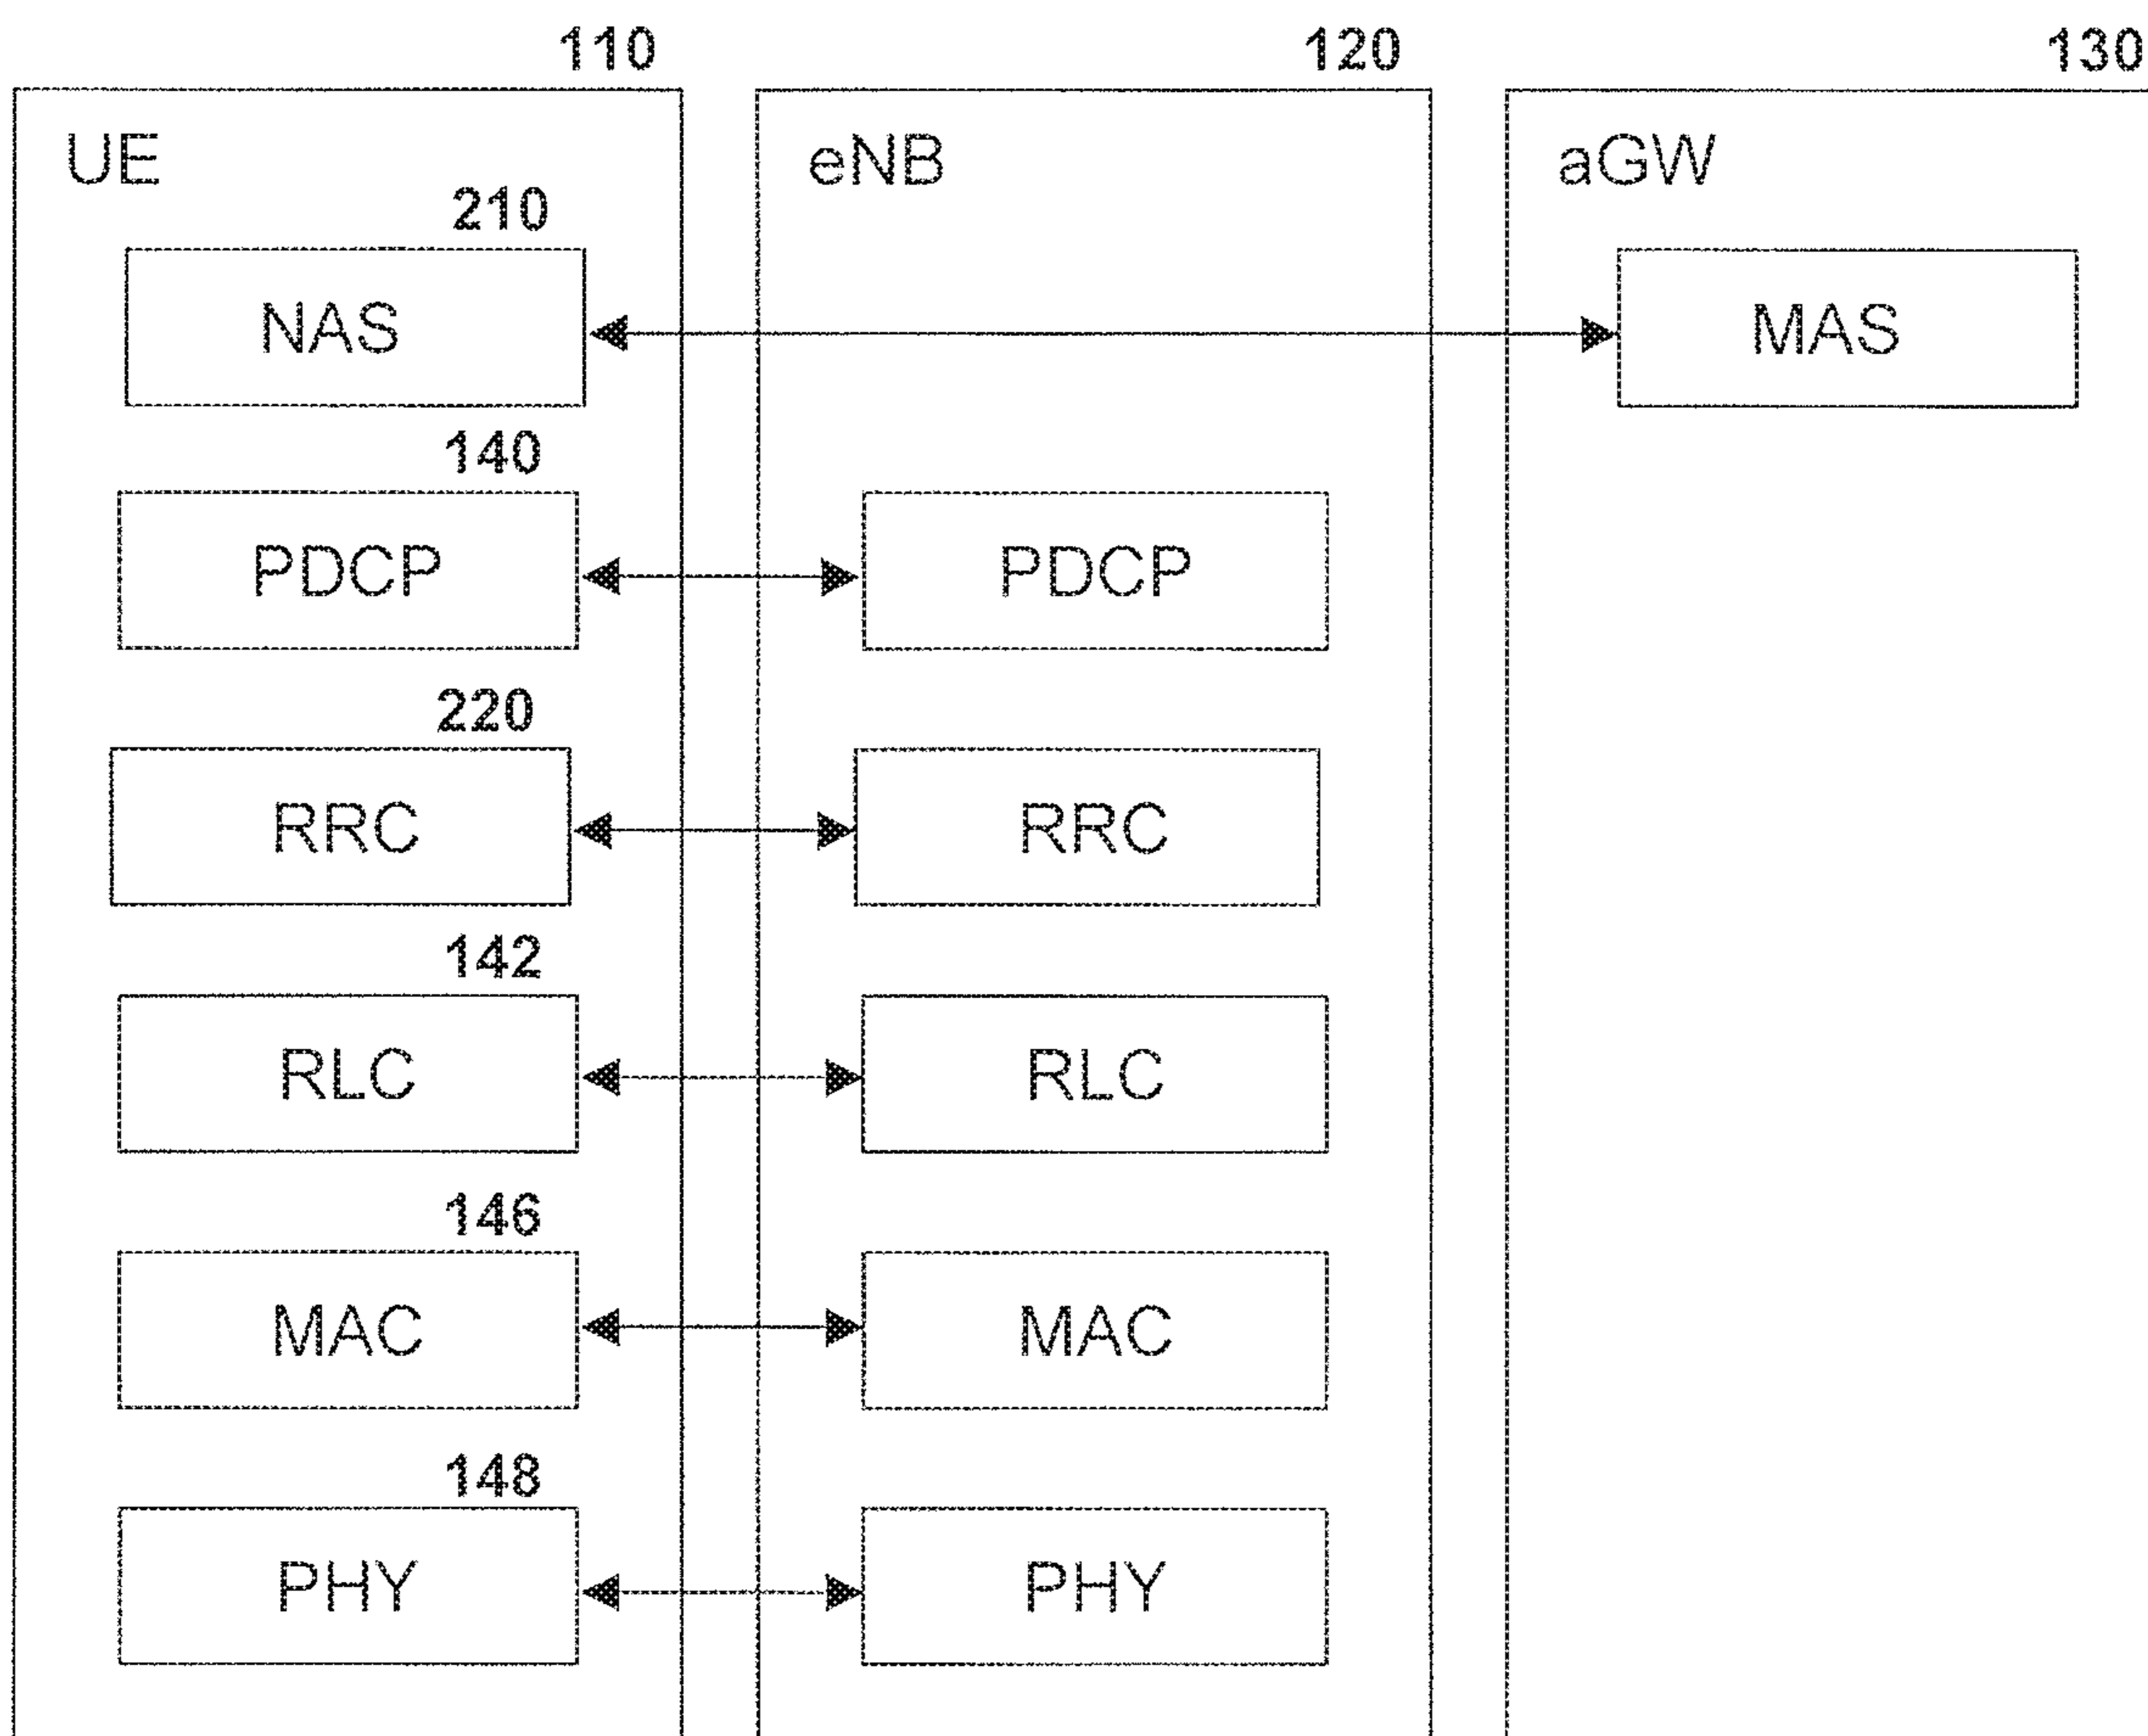 110 120 130
UE eNB aGW
210
NAS MAS
140
PDCP PDCP
220
RRC RRC
142
RLC RLC
146
MAC MAC
148
PHY PHY